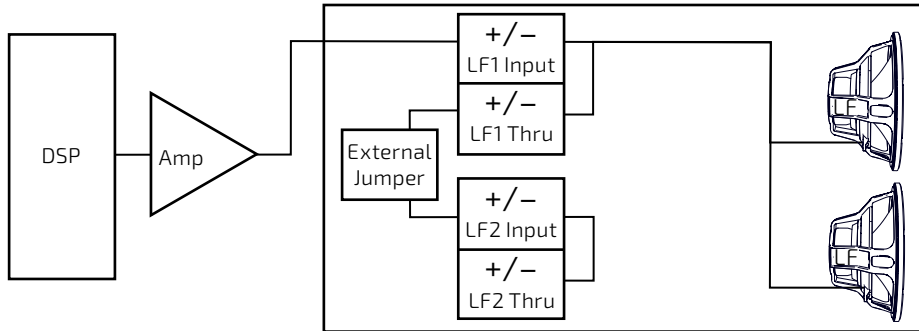 DSP
Amp
+/−
LF1 Input
+/−
LF1 Thru
External
Jumper
+/−
LF2 Input
+/−
LF2 Thru
LF
LF